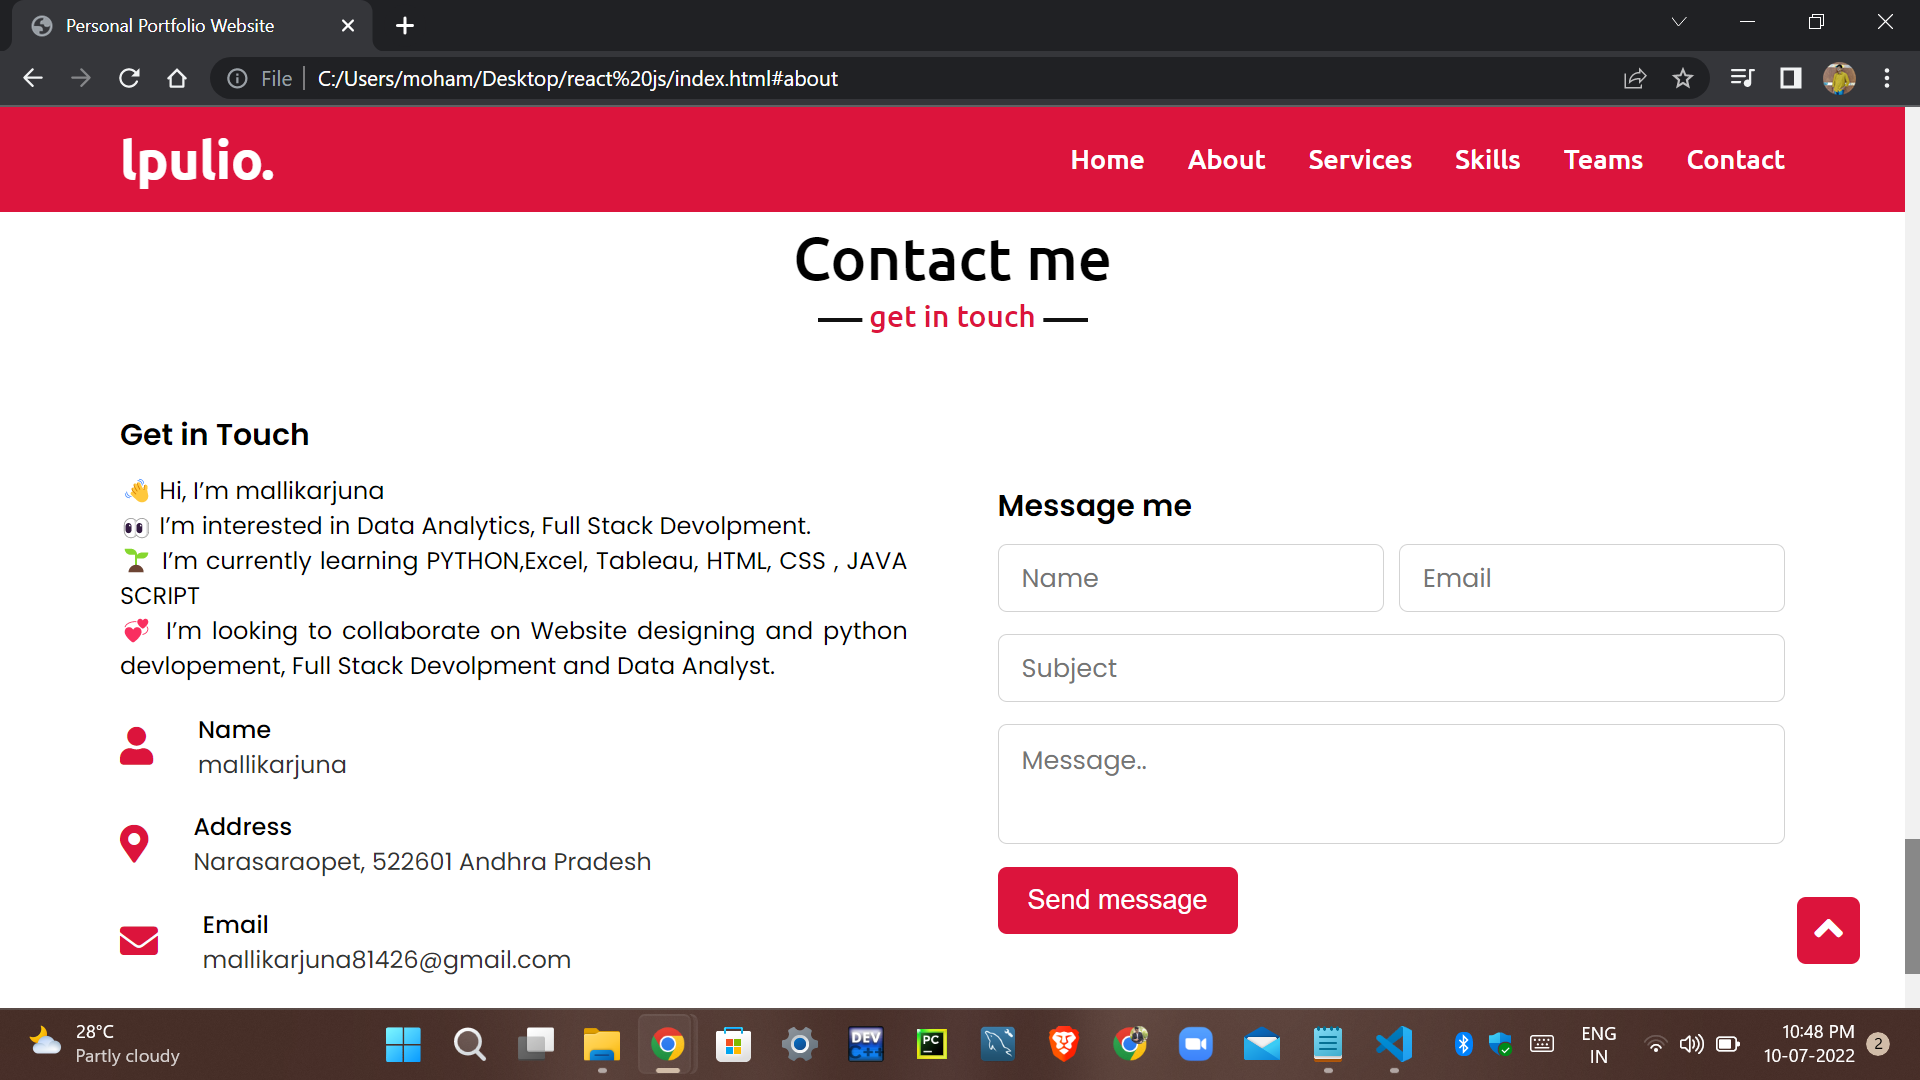 Personal Portfolio Website
File
C:/Users/moham/Desktop/react%20js/index.html#about
lpulio.
Home About Services Skills Teams Contact
Contact me
get in touch
Get in Touch
👋 Hi, I’m mallikarjuna
👀 I’m interested in Data Analytics, Full Stack Devolpment.
🌱 I’m currently learning PYTHON,Excel, Tableau, HTML, CSS , JAVA
SCRIPT
💞 I’m looking to collaborate on Website designing and python
devlopement, Full Stack Devolpment and Data Analyst.
Name
mallikarjuna
Address
Narasaraopet, 522601 Andhra Pradesh
Email
mallikarjuna81426@gmail.com
Message me
Name
Email
Subject
Message..
Send message
28°C
Partly cloudy
DEV
C++
PC
ENG
IN
10:48 PM
10-07-2022
2